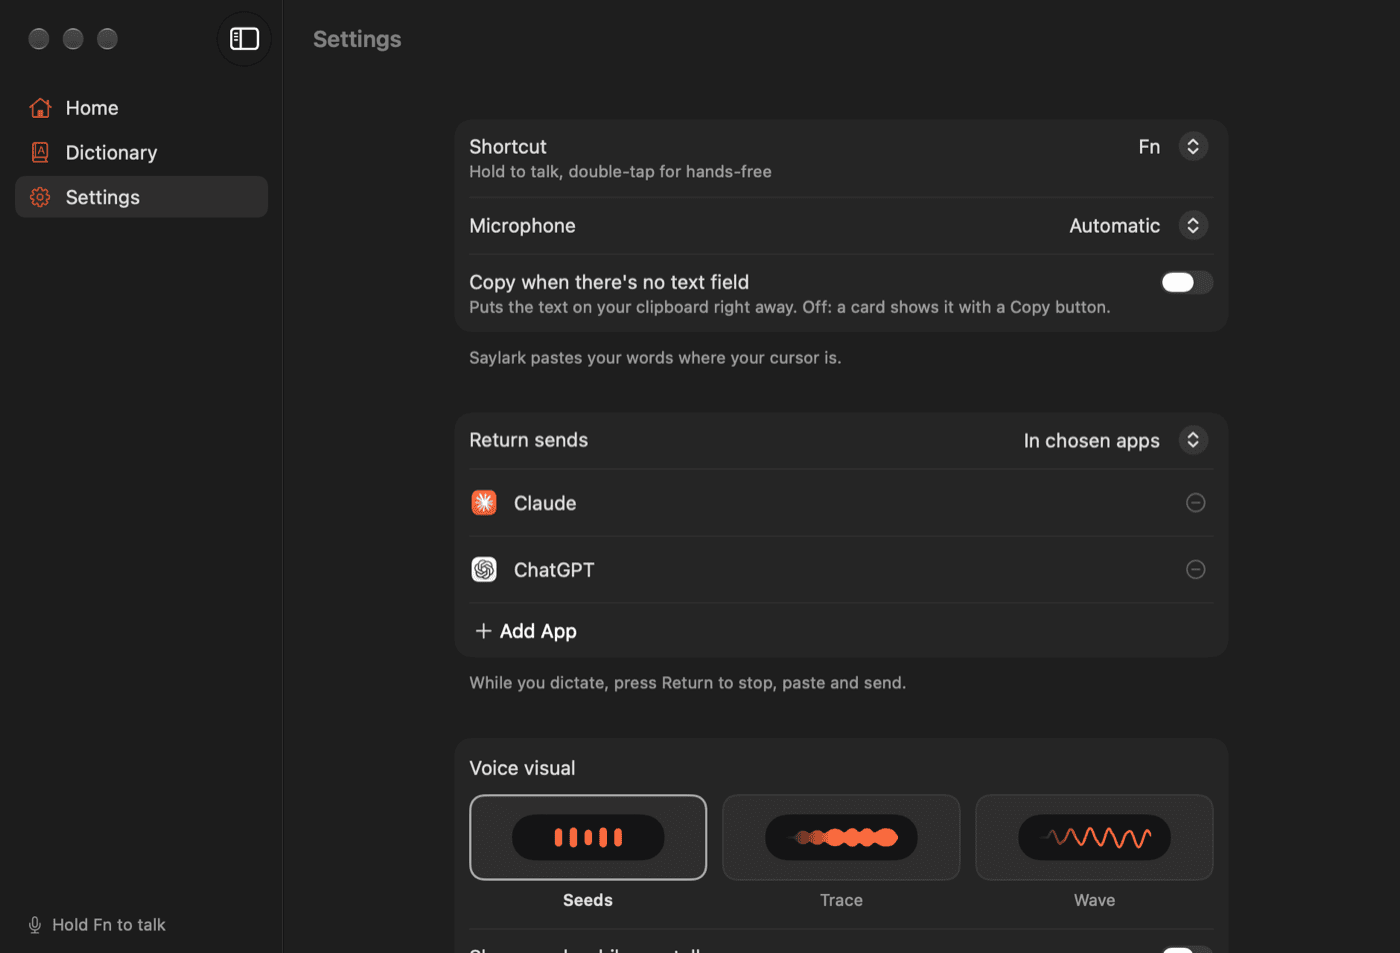 Settings
Home
Dictionary
Settings
Shortcut
Fn
Hold to talk, double-tap for hands-free
Microphone
Automatic
Copy when there's no text field
Puts the text on your clipboard right away. Off: a card shows it with a Copy button.
Saylark pastes your words where your cursor is.
Return sends
In chosen apps
Claude
ChatGPT
+ Add App
While you dictate, press Return to stop, paste and send.
Voice visual
Seeds
Trace
Wave
Hold Fn to talk